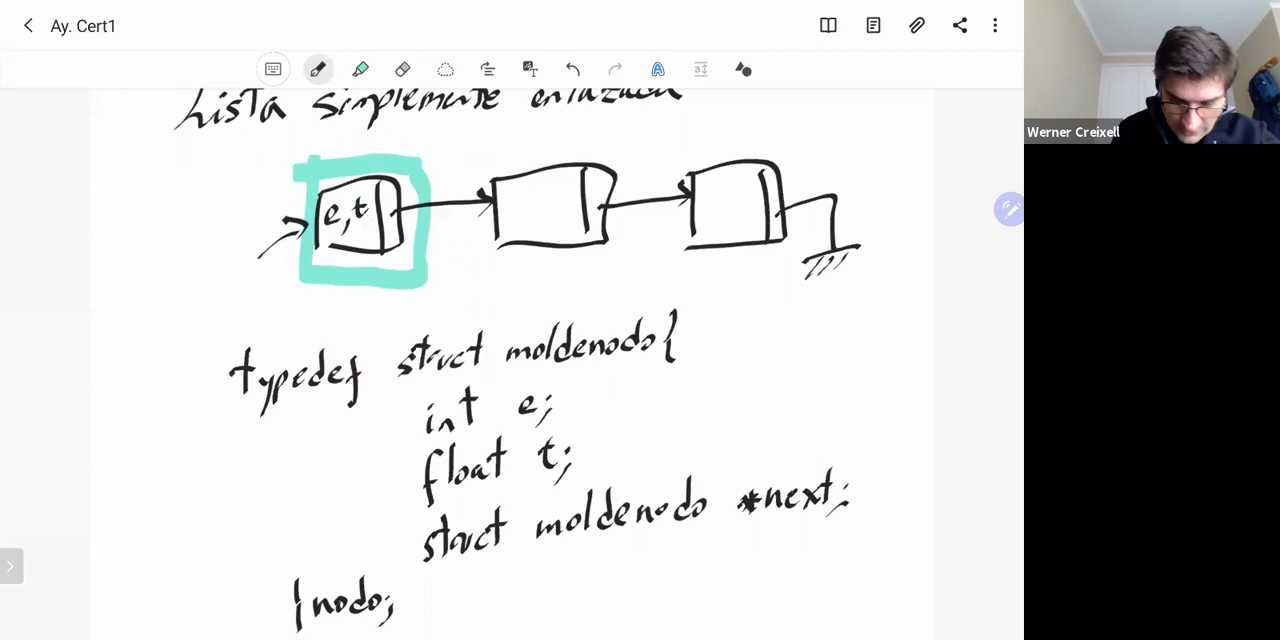 Ay. Cert1
Lista simplemente enlazada
Werner Creixell
e, t
typedef struct moldenodo{
int e;
float t;
struct moldenodo *next;
}nodo;